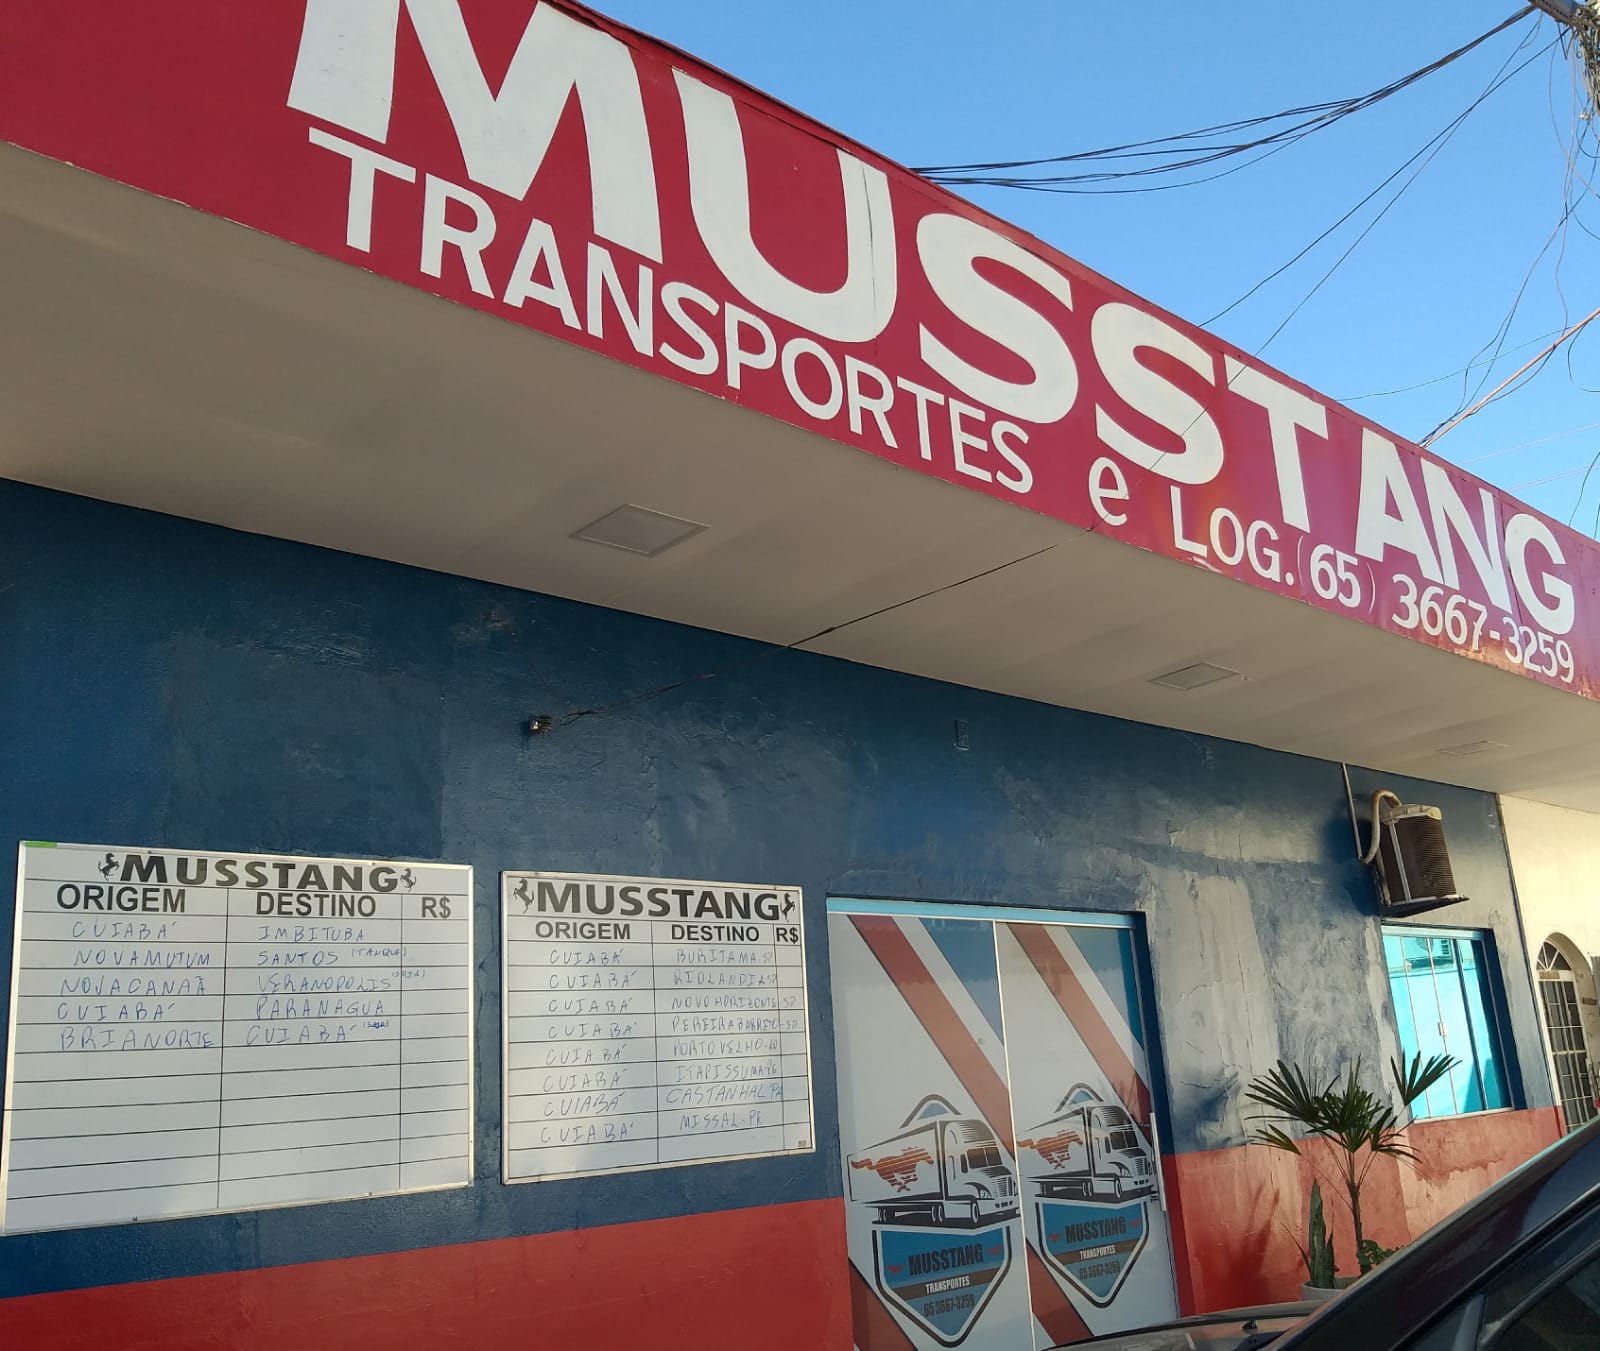 MUSSTANG
TRANSPORTES e LOG. (65) 3667-3259
MUSSTANG
ORIGEM DESTINO R$
CUIABÁ IMBITUBA
NOVAMUTUM SANTOS (TANQUE)
NOVACANAÃ VERANOPOLIS (SOJA)
CUIABÁ PARANAGUA
BRIANORTE CUIABÁ (SOJA)
MUSSTANG
ORIGEM DESTINO R$
CUIABÁ BURITAMA-SP
CUIABÁ RIOLANDIA-SP
CUIABÁ NOVO HORIZONTE-SP
CUIABÁ PEREIRA BARRETO-SP
CUIABÁ PORTO VELHO-RO
CUIABÁ ITAPISSUMA-PE
CUIABÁ CASTANHAL PA
CUIABÁ MISSAL-PR
MUSSTANG
TRANSPORTES
65 3667-3259
MUSSTANG
TRANSPORTES
65 3667-3259